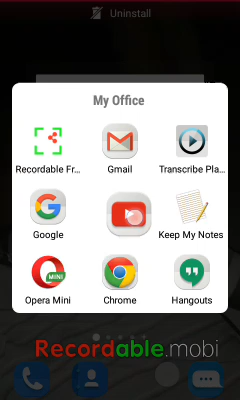 Uninstall
My Office
Recordable Fr...
Gmail
Transcribe Pla...
Google
Keep My Notes
MINI
Opera Mini
Chrome
Hangouts
Recordable.mobi